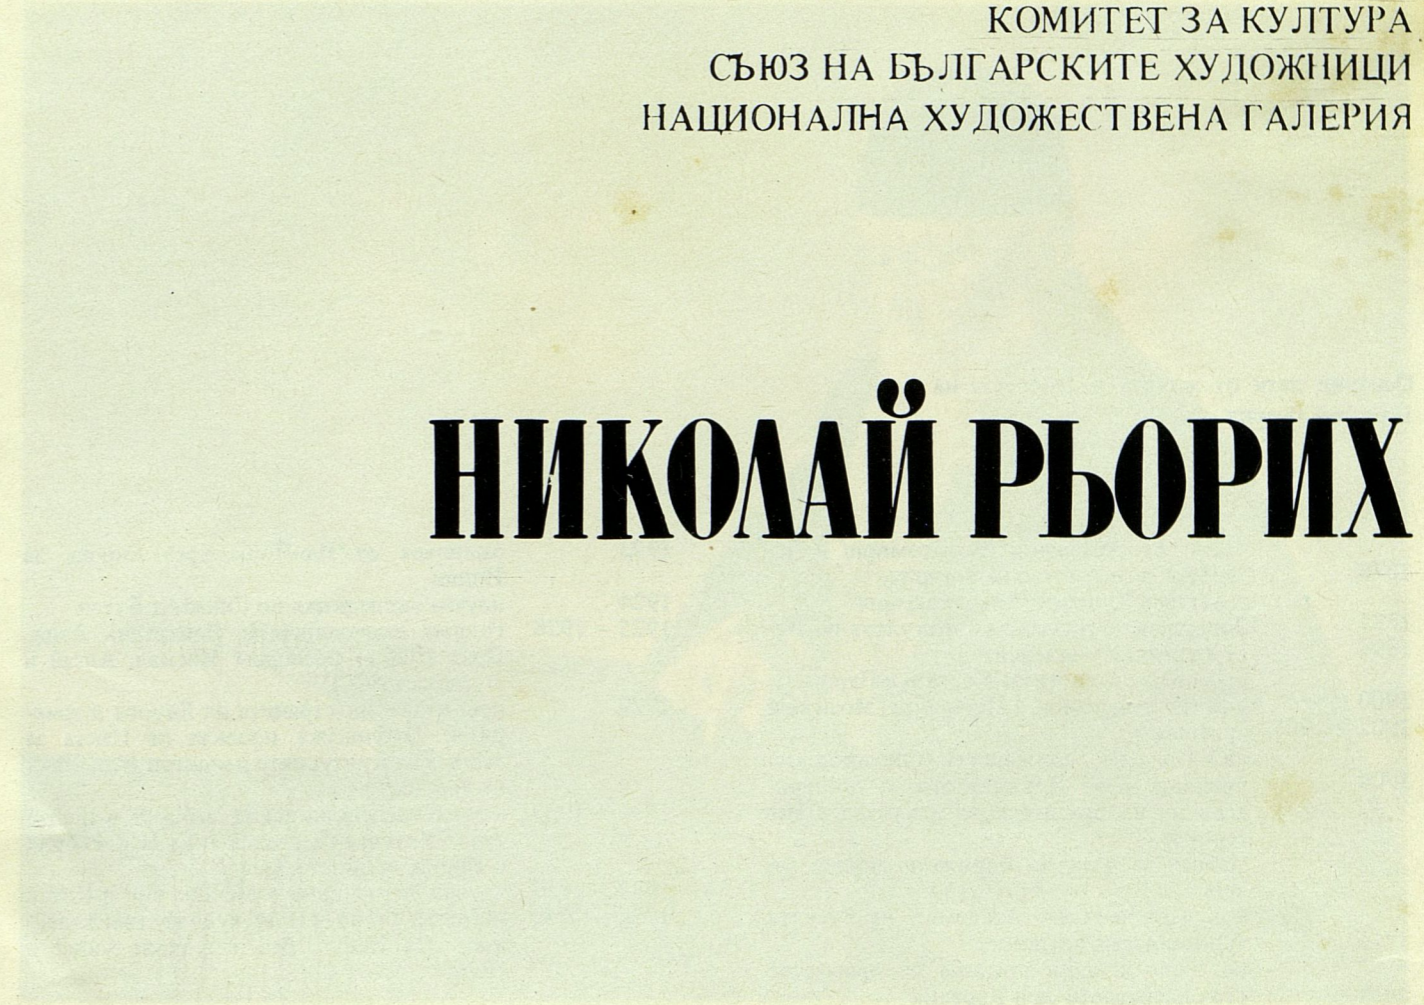 КОМИТЕТ ЗА КУЛТУРА
СЪЮЗ НА БЪЛГАРСКИТЕ ХУДОЖНИЦИ
НАЦИОНАЛНА ХУДОЖЕСТВЕНА ГАЛЕРИЯ
НИКОЛАЙ РЬОРИХ